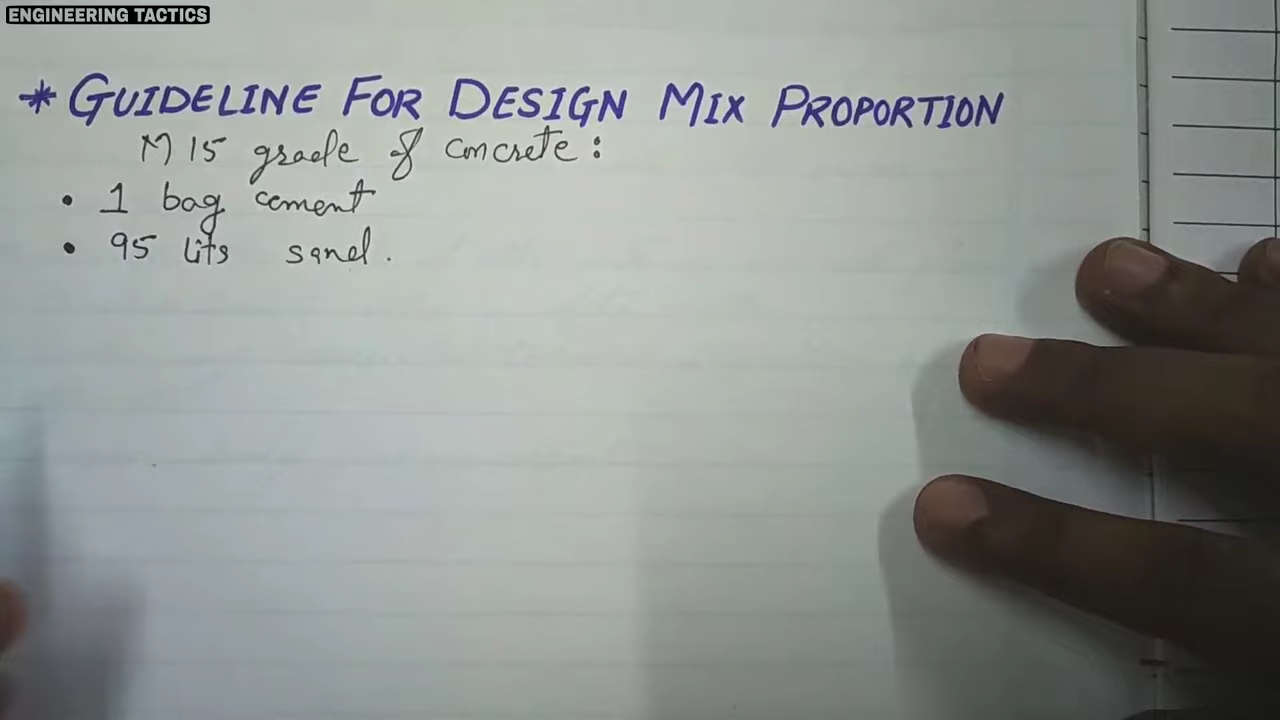 ENGINEERING TACTICS
* GUIDELINE FOR DESIGN MIX PROPORTION
M 15 grade of concrete:
• 1 bag cement
• 95 lits sand.